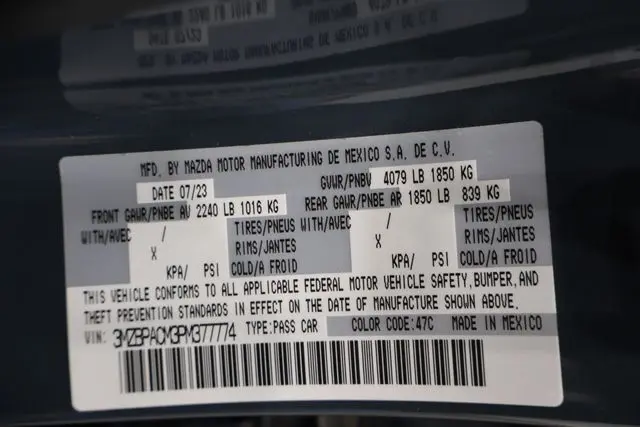 MFD. BY MAZDA MOTOR MANUFACTURING DE MEXICO S.A. DE C.V.
DATE 07/23 GVWR/PNBV 4079 LB 1850 KG
FRONT GAWR/PNBE AV 2240 LB 1016 KG REAR GAWR/PNBE AR 1850 LB 839 KG
WITH/AVEC / TIRES/PNEUS WITH/AVEC / TIRES/PNEUS
X RIMS/JANTES X RIMS/JANTES
KPA/ PSI COLD/A FROID KPA/ PSI COLD/A FROID
THIS VEHICLE CONFORMS TO ALL APPLICABLE FEDERAL MOTOR VEHICLE SAFETY, BUMPER, AND
THEFT PREVENTION STANDARDS IN EFFECT ON THE DATE OF MANUFACTURE SHOWN ABOVE.
VIN: 3MZBPACM3PM377774 TYPE:PASS CAR COLOR CODE:47C MADE IN MEXICO